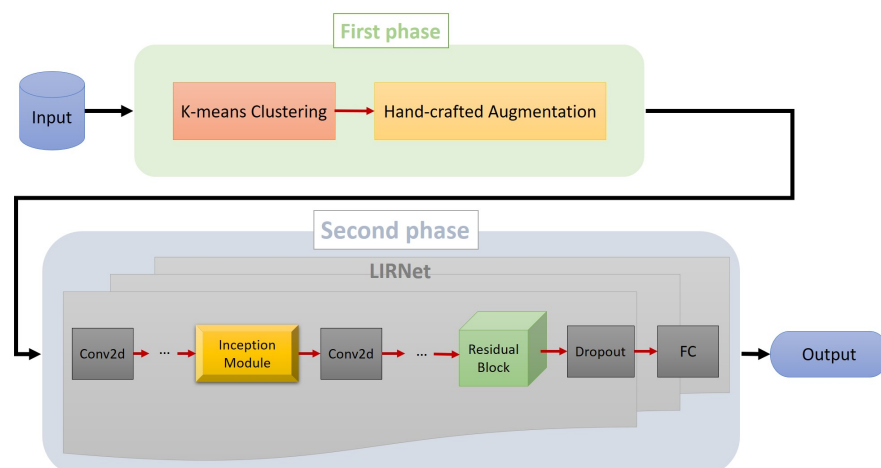 First phase
Input
K-means Clustering
Hand-crafted Augmentation
Second phase
LIRNet
Conv2d
...
Inception
Module
Conv2d
...
Residual
Block
Dropout
FC
Output